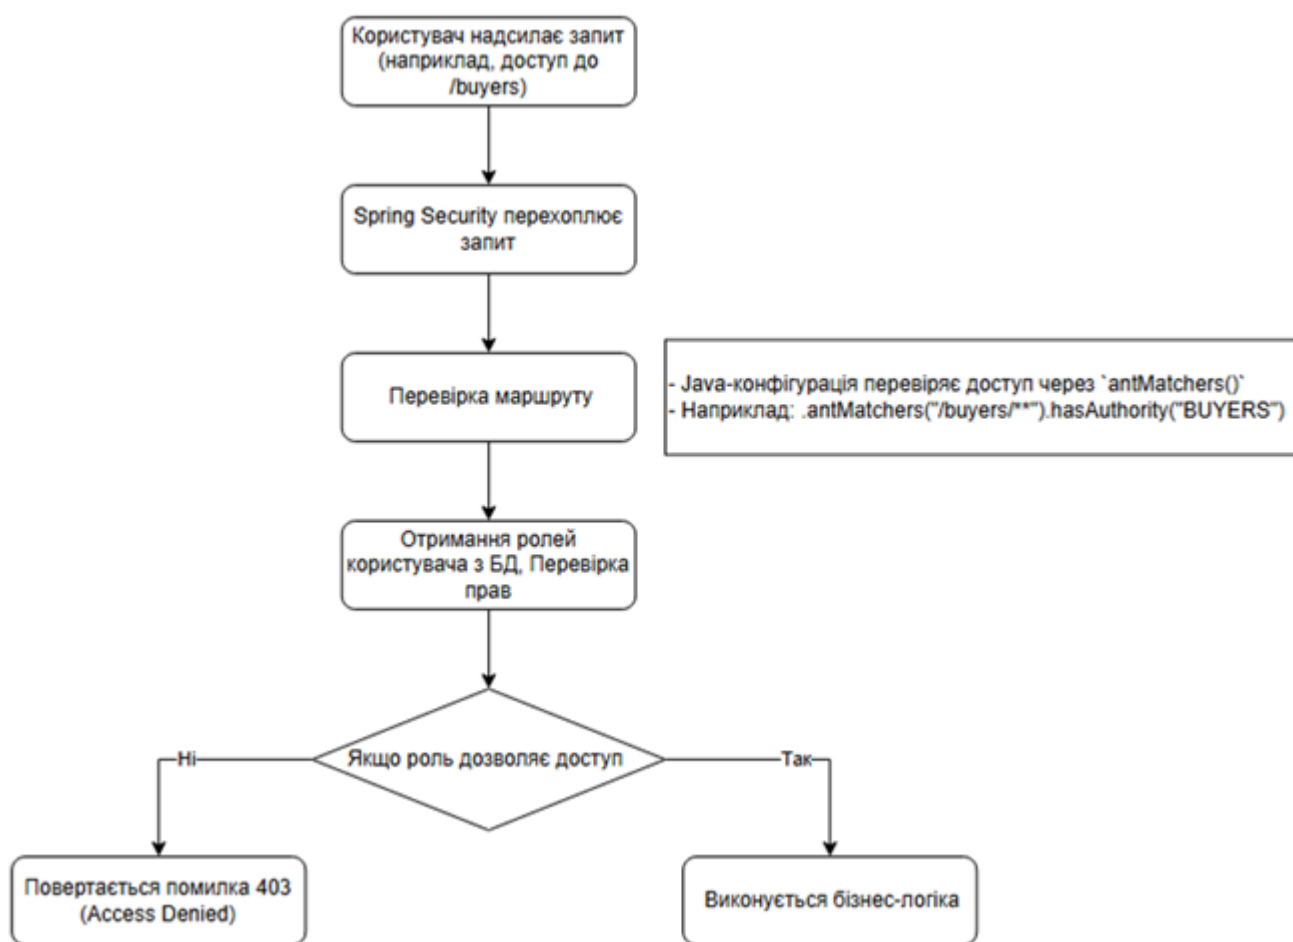 Користувач надсилає запит
(наприклад, доступ до
/buyers)
Spring Security перехоплює
запит
Перевірка маршруту
- Java-конфігурація перевіряє доступ через `antMatchers()`
- Наприклад: .antMatchers("/buyers/**").hasAuthority("BUYERS")
Отримання ролей
користувача з БД, Перевірка
прав
Якщо роль дозволяє доступ
Ні
Так
Повертається помилка 403
(Access Denied)
Виконується бізнес-логіка